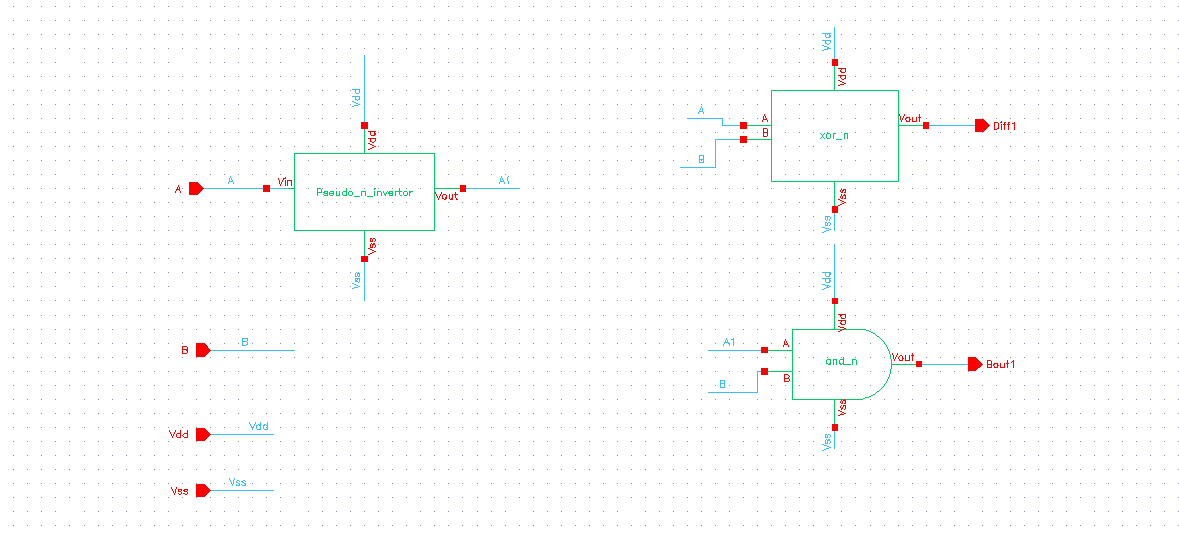 Vdd
Vdd
A
A
Vin
Pseudo_n_invertor
Vout
A1
Vss
Vss
B
B
Vdd
Vdd
Vss
Vss
Vdd
Vdd
A
A
B
B
xor_n
Vout
Diff1
Vss
Vss
Vdd
Vdd
A1
A
B
B
and_n
Vout
Bout1
Vss
Vss